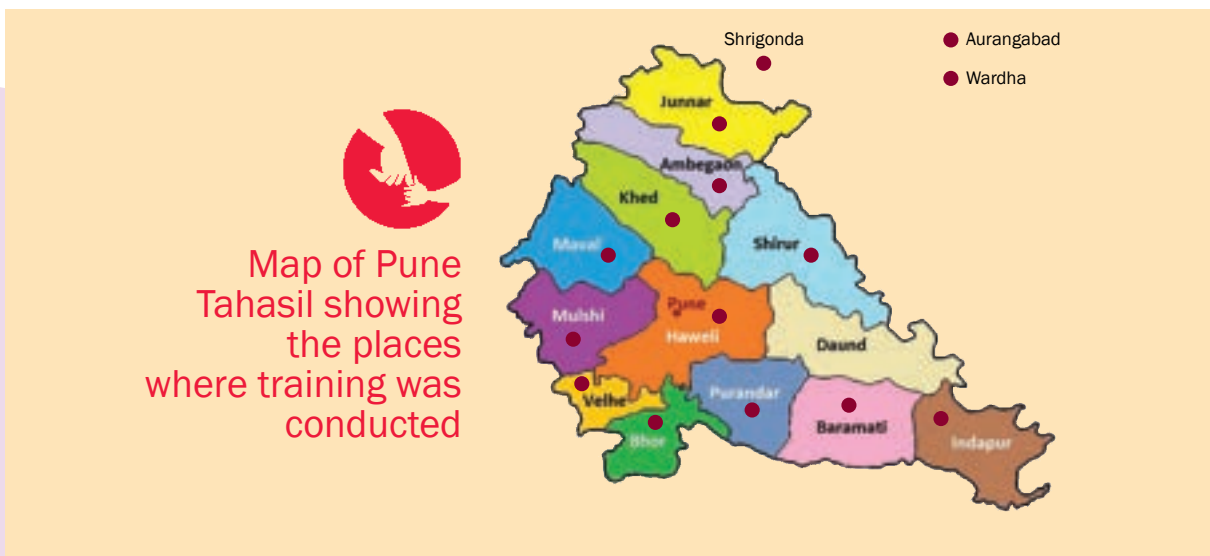 Shrigonda
Aurangabad
Wardha
Junnar
Ambegaon
Khed
Maval
Shirur
Mulshi
Pune
Haweli
Daund
Velhe
Purandar
Bhor
Baramati
Indapur
Map of Pune
Tahasil showing
the places
where training was
conducted